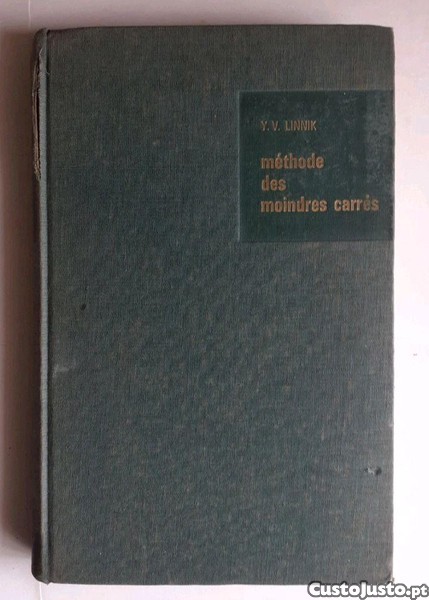 Y. V. LINNIK
méthode
des
moindres carrés
CustoJusto.pt